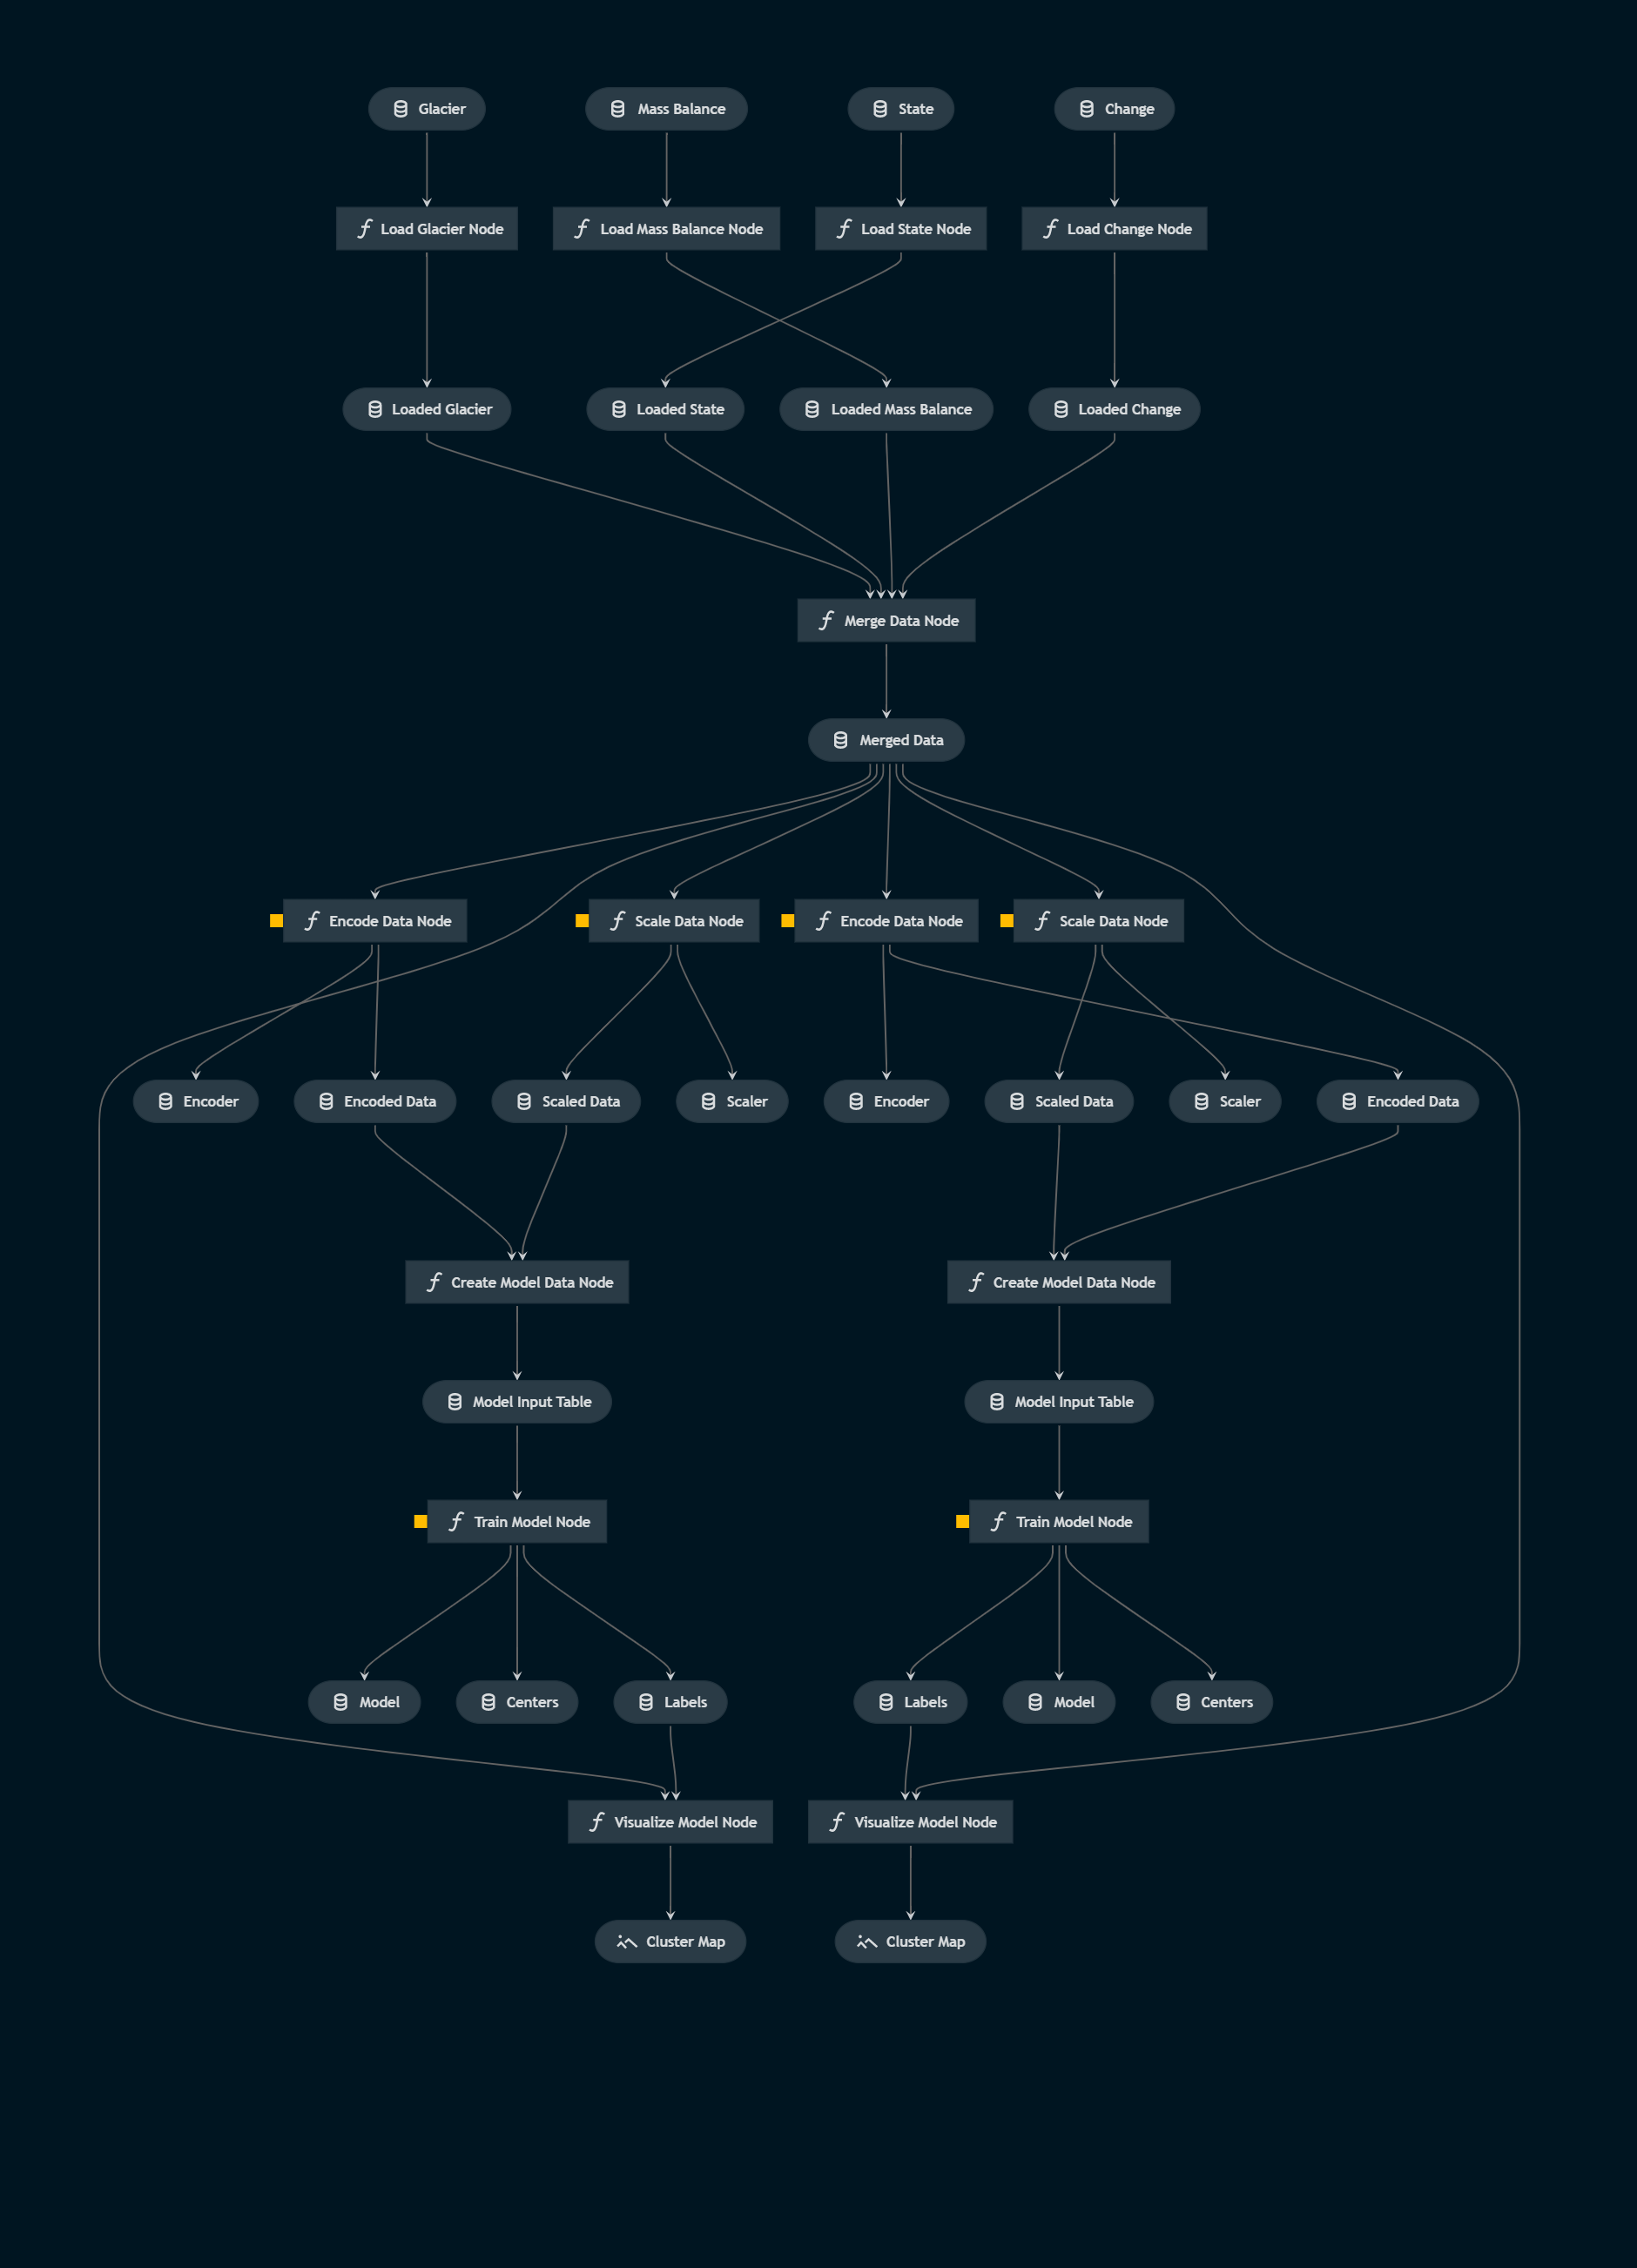 Glacier
Mass Balance
State
Change
Load Glacier Node
Load Mass Balance Node
Load State Node
Load Change Node
Loaded Glacier
Loaded State
Loaded Mass Balance
Loaded Change
Merge Data Node
Merged Data
Encode Data Node
Scale Data Node
Encode Data Node
Scale Data Node
Encoder
Encoded Data
Scaled Data
Scaler
Encoder
Scaled Data
Scaler
Encoded Data
Create Model Data Node
Create Model Data Node
Model Input Table
Model Input Table
Train Model Node
Train Model Node
Model
Centers
Labels
Labels
Model
Centers
Visualize Model Node
Visualize Model Node
Cluster Map
Cluster Map